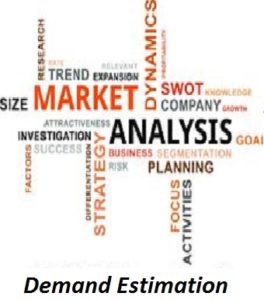 RESEARCH
DYNAMICS
PROFITABILITY
RATE
RELEVANT
TREND EXPANSION
SWOT KNOWLEDGE
SIZE MARKET COMPANY GROWTH
ATTRACTIVENESS
INVESTIGATION ANALYSIS GOAL
SUCCESS
FACTORS
DIFFERENTIATION
STRATEGY
BUSINESS SEGMENTATION
RISK PLANNING
FOCUS
ACTIVITIES
Demand Estimation